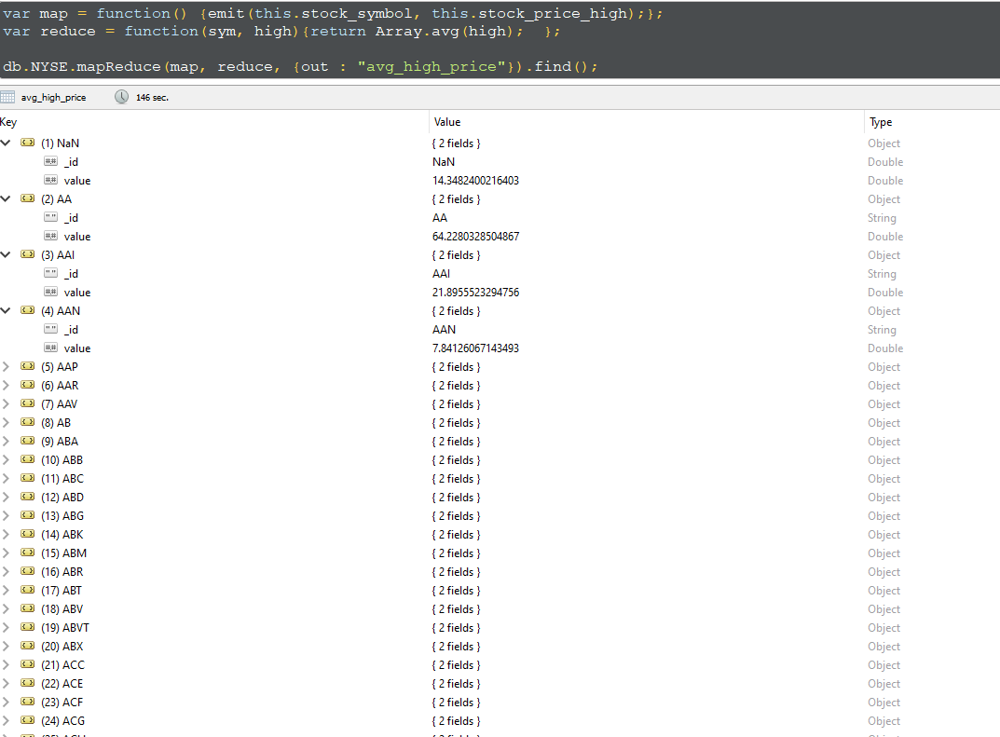 var map = function() {emit(this.stock_symbol, this.stock_price_high);};
var reduce = function(sym, high){return Array.avg(high);  };
db.NYSE.mapReduce(map, reduce, {out : "avg_high_price"}).find();
avg_high_price 146 sec.
Key Value Type
(1) NaN { 2 fields } Object
_id NaN Double
value 14.3482400216403 Double
(2) AA { 2 fields } Object
_id AA String
value 64.2280328504867 Double
(3) AAI { 2 fields } Object
_id AAI String
value 21.8955523294756 Double
(4) AAN { 2 fields } Object
_id AAN String
value 7.84126067143493 Double
(5) AAP { 2 fields } Object
(6) AAR { 2 fields } Object
(7) AAV { 2 fields } Object
(8) AB { 2 fields } Object
(9) ABA { 2 fields } Object
(10) ABB { 2 fields } Object
(11) ABC { 2 fields } Object
(12) ABD { 2 fields } Object
(13) ABG { 2 fields } Object
(14) ABK { 2 fields } Object
(15) ABM { 2 fields } Object
(16) ABR { 2 fields } Object
(17) ABT { 2 fields } Object
(18) ABV { 2 fields } Object
(19) ABVT { 2 fields } Object
(20) ABX { 2 fields } Object
(21) ACC { 2 fields } Object
(22) ACE { 2 fields } Object
(23) ACF { 2 fields } Object
(24) ACG { 2 fields } Object